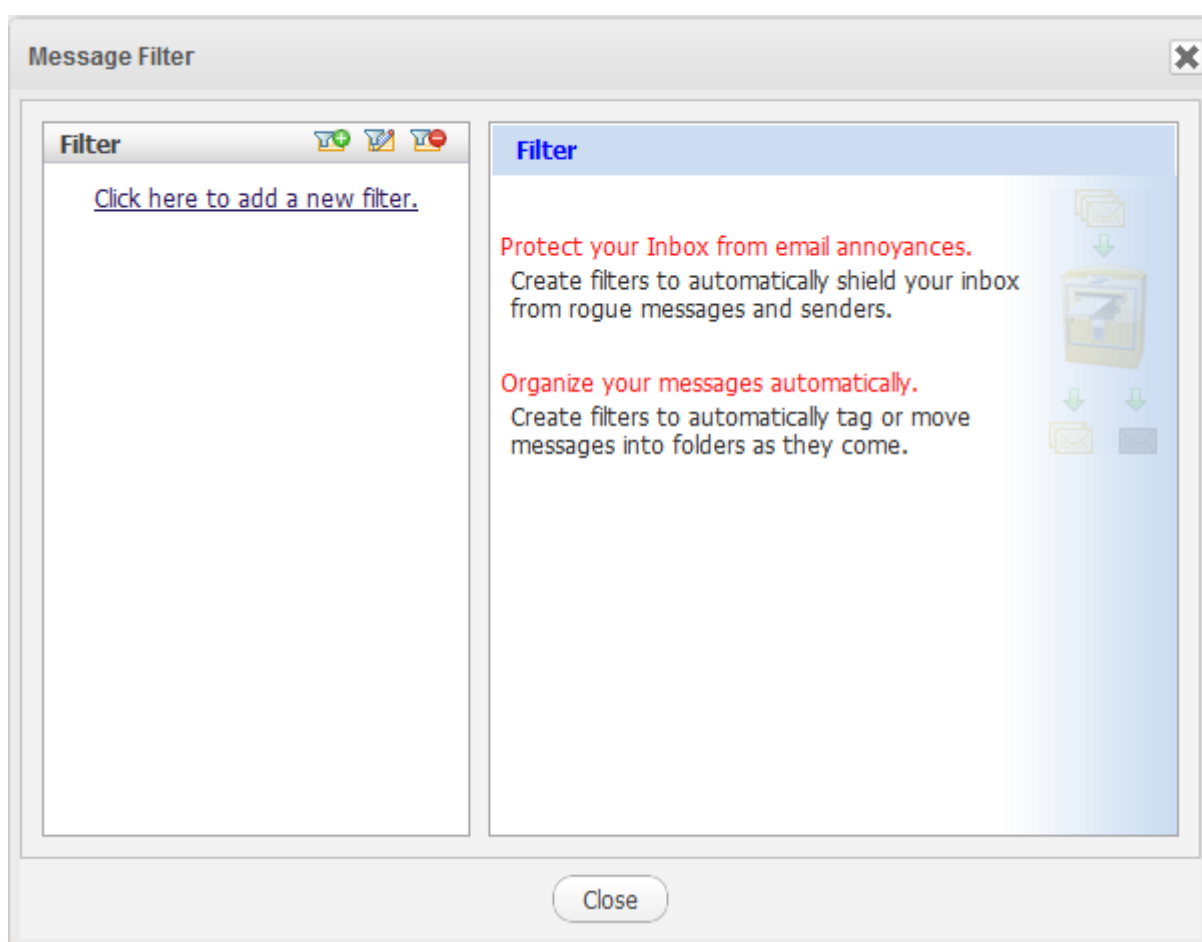 Message Filter
Filter
Click here to add a new filter.
Filter
Protect your Inbox from email annoyances.
Create filters to automatically shield your inbox
from rogue messages and senders.
Organize your messages automatically.
Create filters to automatically tag or move
messages into folders as they come.
Close